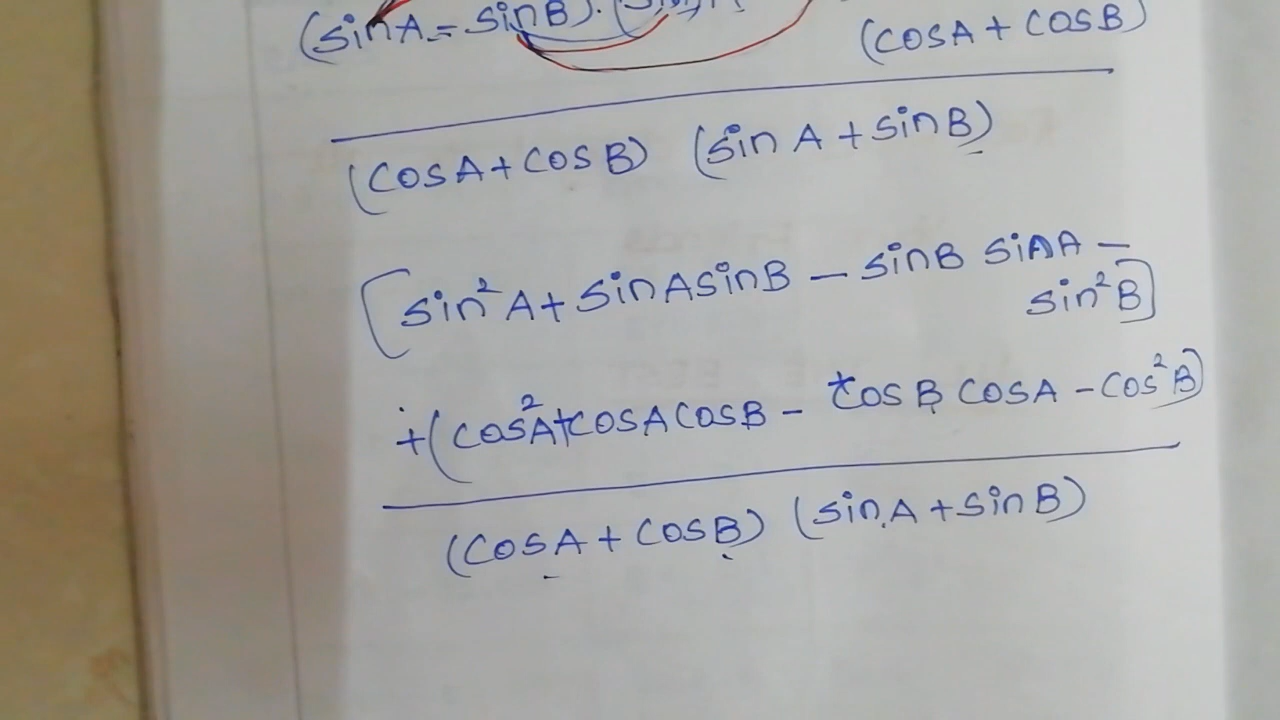 (sinA - sinB). (
(cosA + cosB)
(cosA + cosB) (sin A + sinB)
[sin²A + sinAsinB - sinB sinA -
sin²B]
+(cos²A+cosAcosB - cosB cosA - cos²B)
(cosA + cosB) (sinA + sinB)